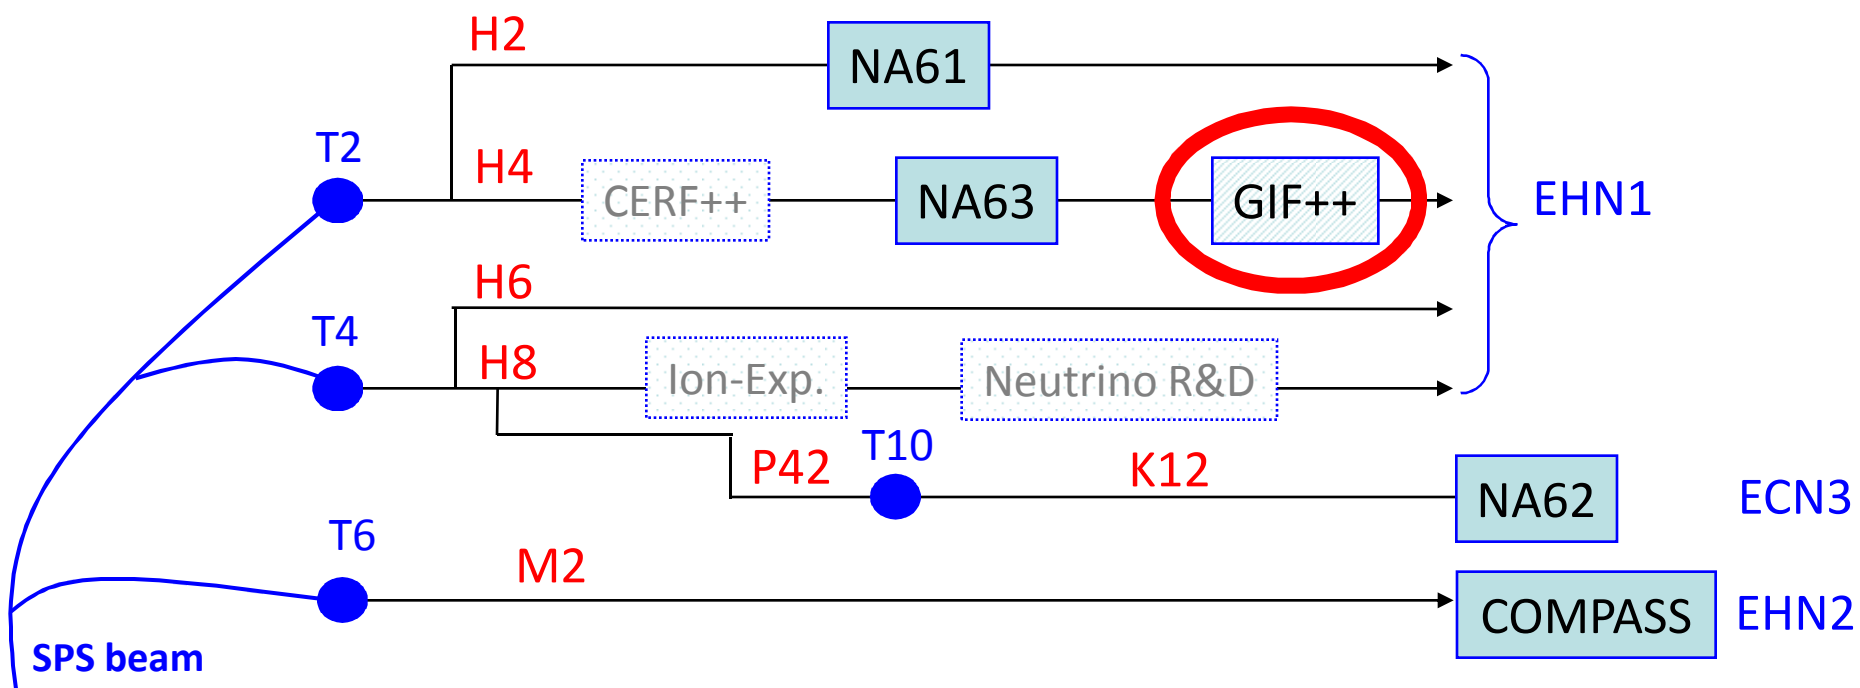 H2
NA61
T2
H4
CERF++
NA63
GIF++
EHN1
H6
T4
H8
Ion-Exp.
Neutrino R&D
T10
P42
K12
NA62
ECN3
T6
M2
COMPASS
EHN2
SPS beam